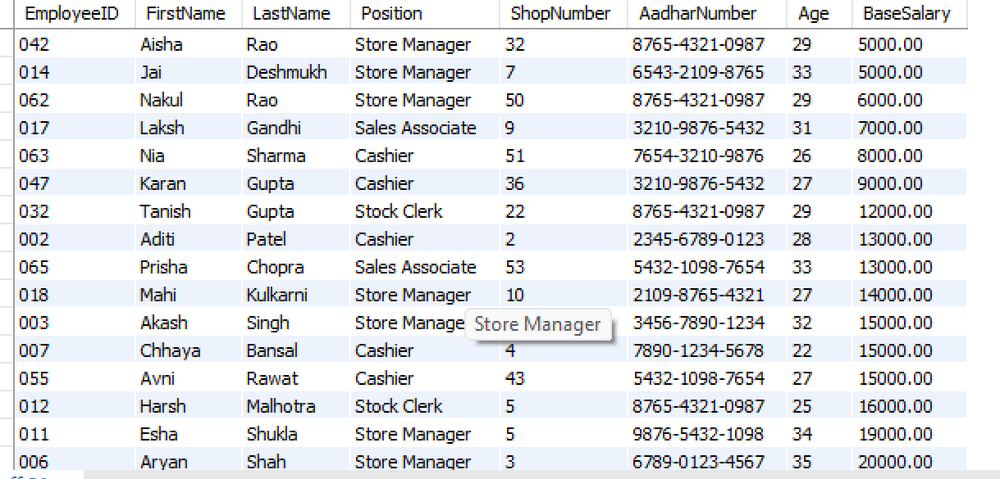 EmployeeID FirstName LastName Position ShopNumber AadharNumber Age BaseSalary
042 Aisha Rao Store Manager 32 8765-4321-0987 29 5000.00
014 Jai Deshmukh Store Manager 7 6543-2109-8765 33 5000.00
062 Nakul Rao Store Manager 50 8765-4321-0987 29 6000.00
017 Laksh Gandhi Sales Associate 9 3210-9876-5432 31 7000.00
063 Nia Sharma Cashier 51 7654-3210-9876 26 8000.00
047 Karan Gupta Cashier 36 3210-9876-5432 27 9000.00
032 Tanish Gupta Stock Clerk 22 8765-4321-0987 29 12000.00
002 Aditi Patel Cashier 2 2345-6789-0123 28 13000.00
065 Prisha Chopra Sales Associate 53 5432-1098-7654 33 13000.00
018 Mahi Kulkarni Store Manager 10 2109-8765-4321 27 14000.00
003 Akash Singh Store Manage Store Manager 3456-7890-1234 32 15000.00
007 Chhaya Bansal Cashier 4 7890-1234-5678 22 15000.00
055 Avni Rawat Cashier 43 5432-1098-7654 27 15000.00
012 Harsh Malhotra Stock Clerk 5 8765-4321-0987 25 16000.00
011 Esha Shukla Store Manager 5 9876-5432-1098 34 19000.00
006 Aryan Shah Store Manager 3 6789-0123-4567 35 20000.00